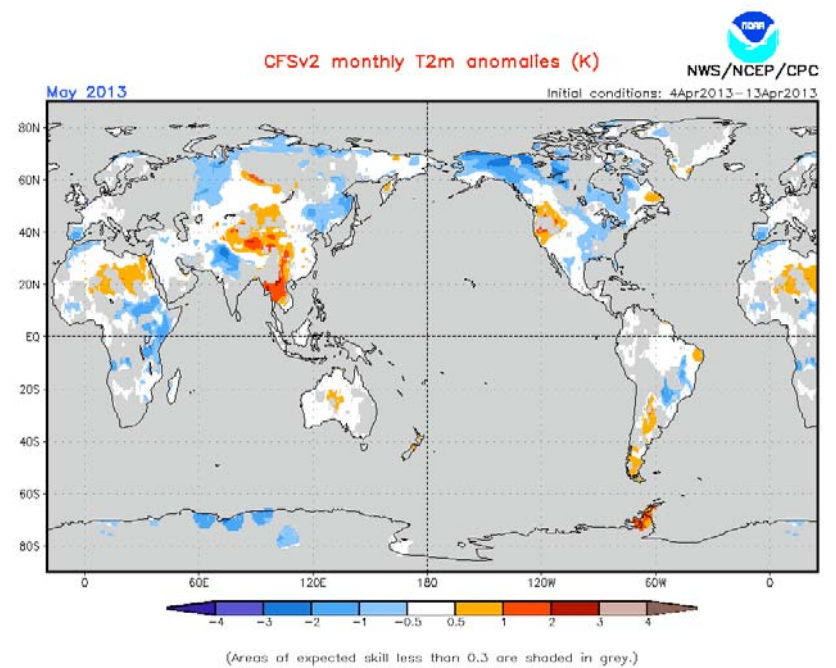 NOAA
CFSv2 monthly T2m anomalies (K)
NWS/NCEP/CPC
May 2013
Initial conditions: 4Apr2013-13Apr2013
80N
60N
40N
20N
EQ
20S
40S
60S
80S
0 60E 120E 180 120W 60W 0
-4 -3 -2 -1 -0.5 0.5 1 2 3 4
(Areas of expected skill less than 0.3 are shaded in grey.)